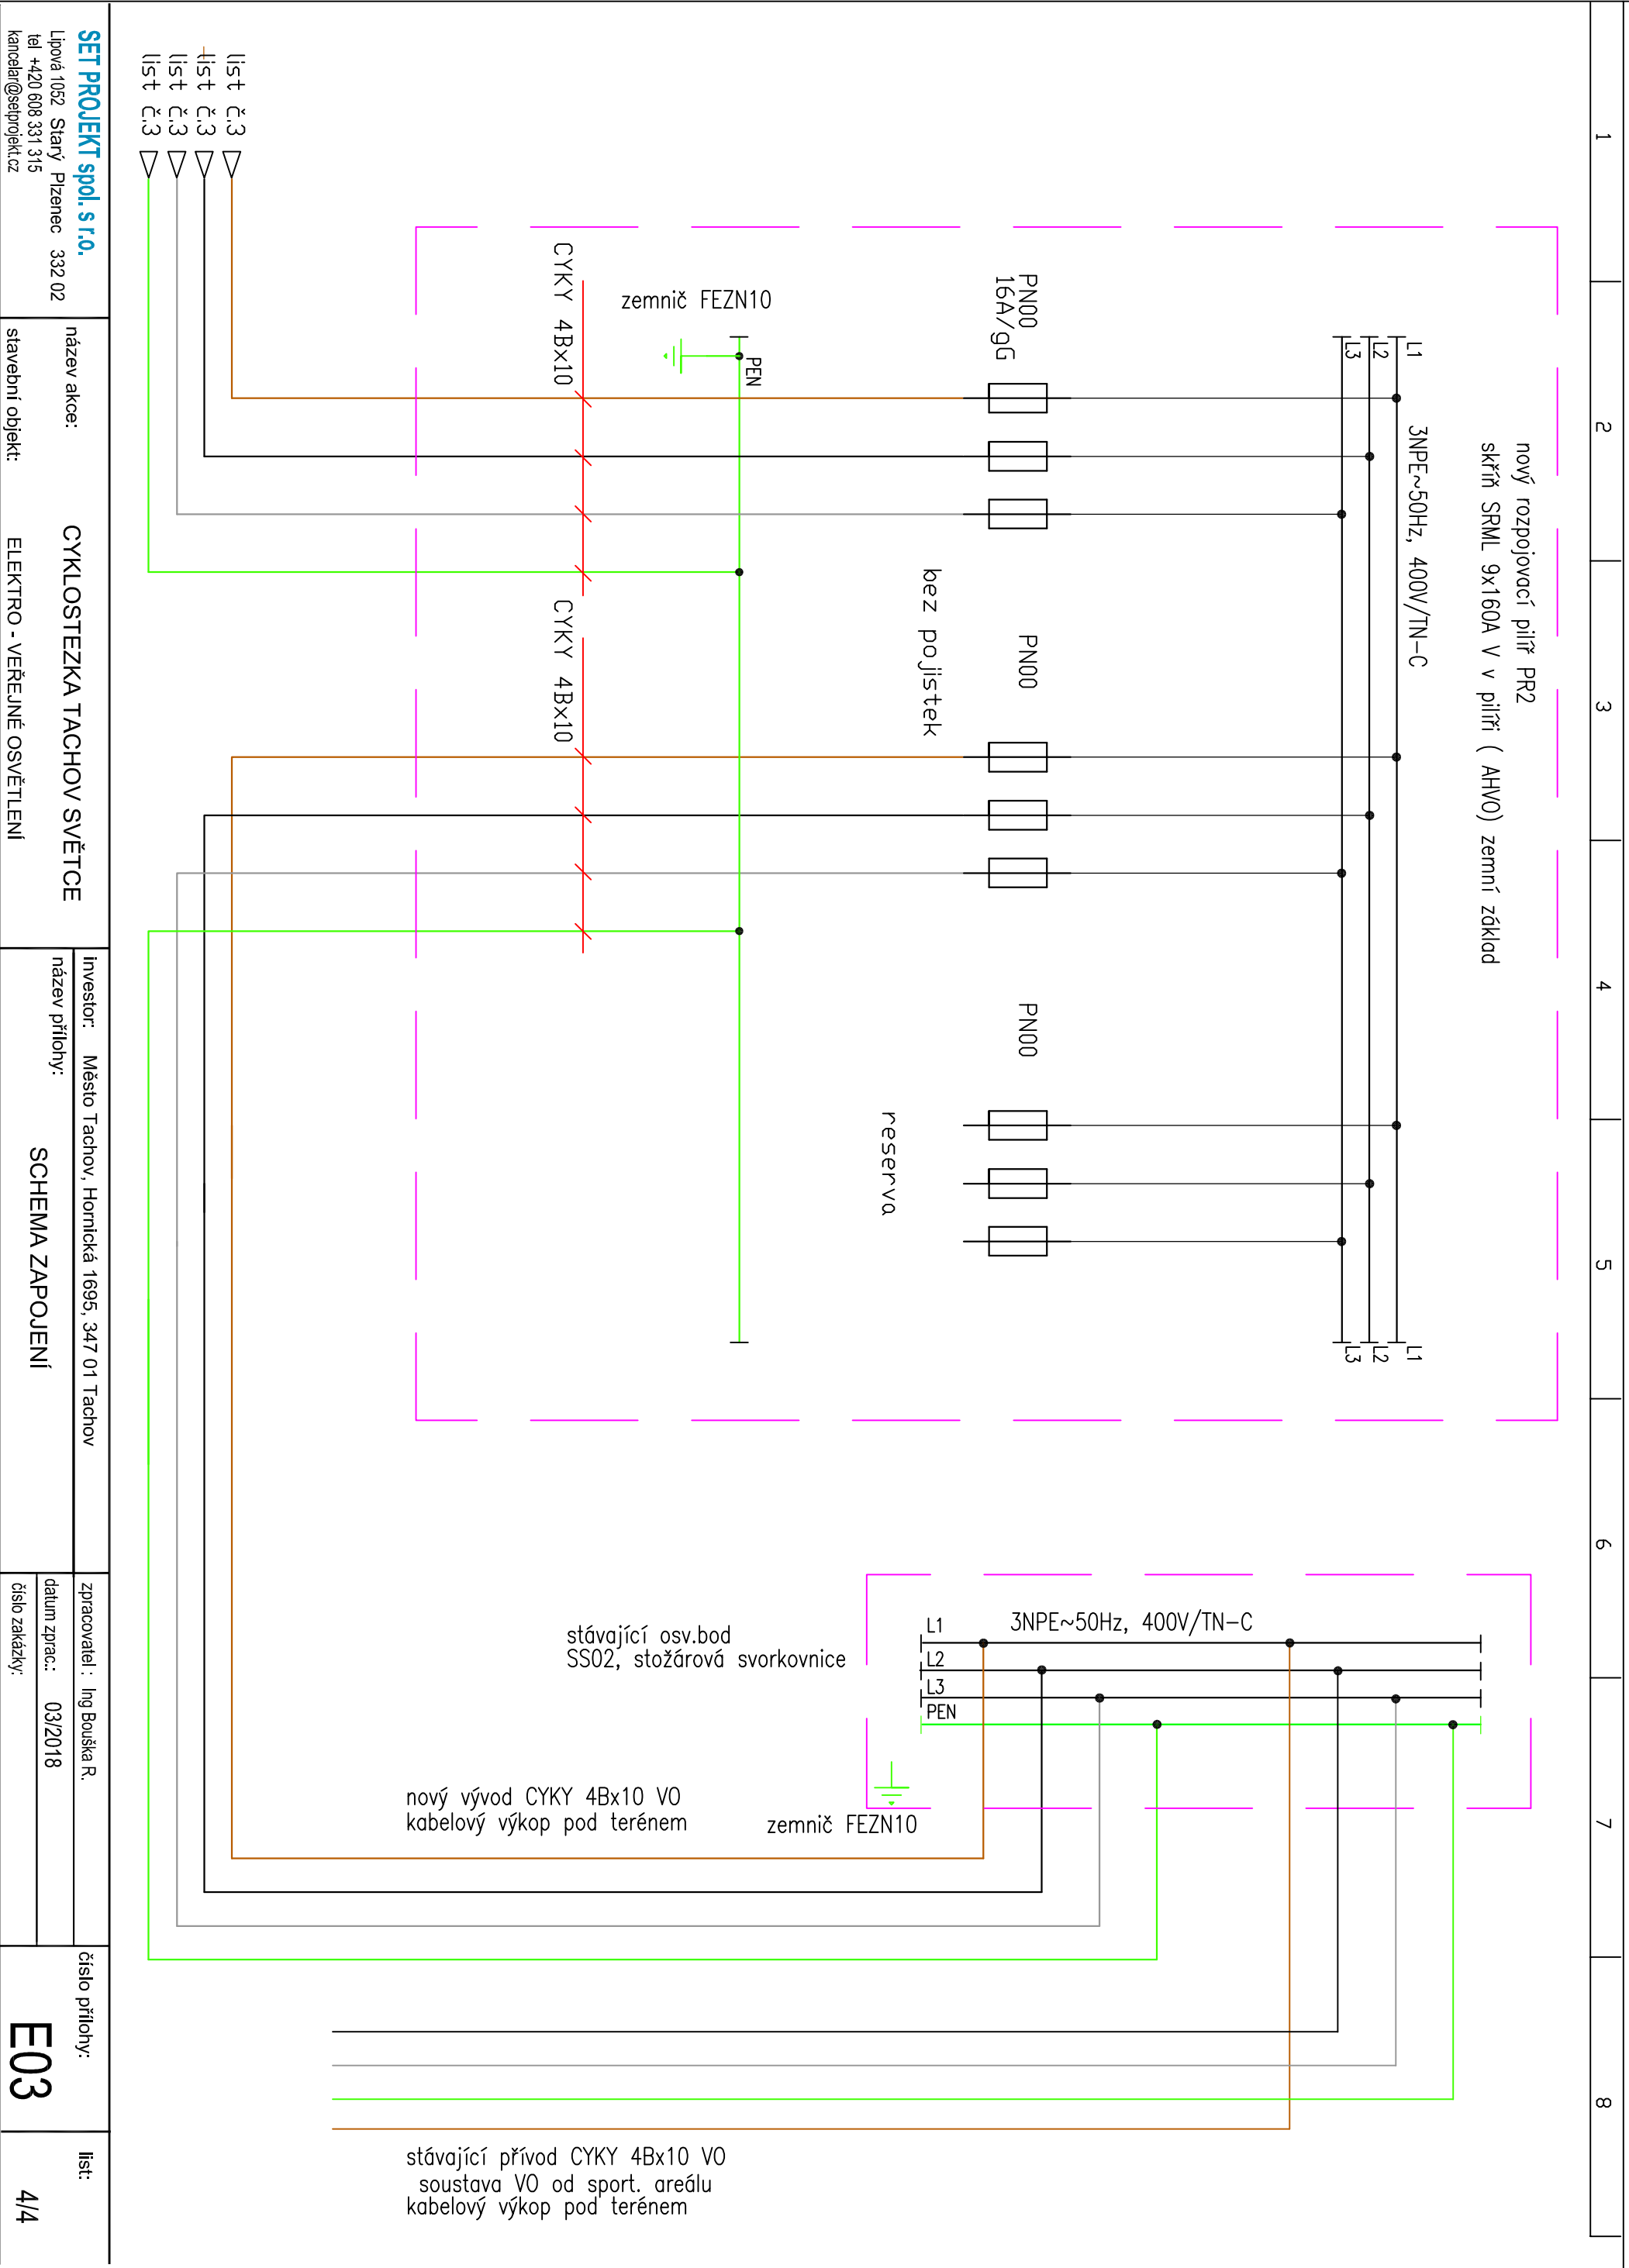 1
2
3
4
5
6
7
8
nový rozpojovací pilíř PR2
skříň SRML 9x160A V v pilíři ( AHVO) zemní základ
3NPE~50Hz, 400V/TN-C
L1
L2
L3
L1
L2
L3
PN00
16A/gG
PN00
PN00
bez pojistek
reserva
PEN
zemnič FEZN10
CYKY 4Bx10
CYKY 4Bx10
list č.3
list č.3
list č.3
list č.3
3NPE~50Hz, 400V/TN-C
L1
L2
L3
PEN
stávající osv.bod
SS02, stožárová svorkovnice
zemnič FEZN10
nový vývod CYKY 4Bx10 VO
kabelový výkop pod terénem
stávající přívod CYKY 4Bx10 VO
soustava VO od sport. areálu
kabelový výkop pod terénem
SET PROJEKT spol. s r.o.
Lipová 1052 Starý Plzenec 332 02
tel +420 608 331 315
kancelar@setprojekt.cz
název akce:
CYKLOSTEZKA TACHOV SVĚTCE
stavební objekt:
ELEKTRO - VEŘEJNÉ OSVĚTLENÍ
investor: Město Tachov, Hornická 1695, 347 01 Tachov
název přílohy:
SCHEMA ZAPOJENÍ
zpracovatel : Ing Bouška R.
datum zprac.: 03/2018
číslo zakázky:
číslo přílohy:
E03
list:
4/4